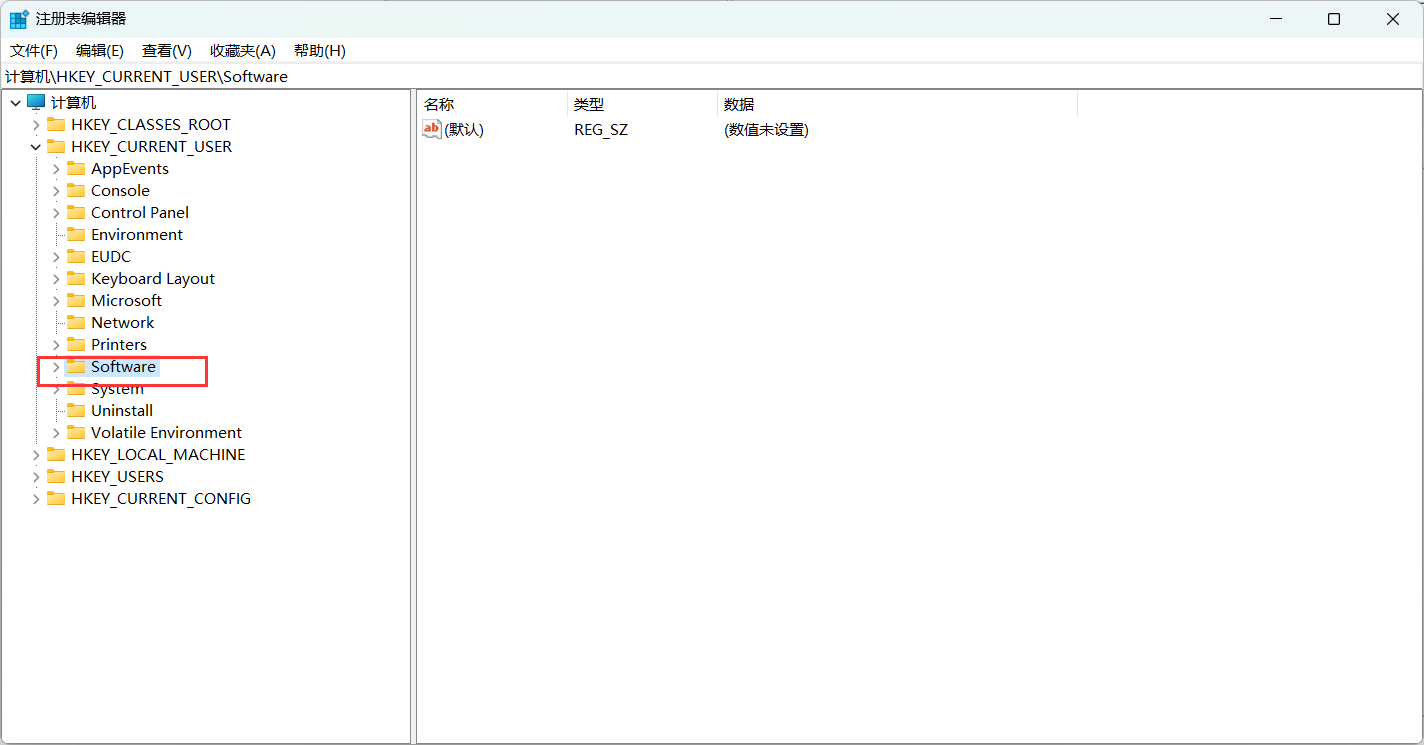 注册表编辑器
文件(F) 编辑(E) 查看(V) 收藏夹(A) 帮助(H)
计算机\HKEY_CURRENT_USER\Software
计算机
HKEY_CLASSES_ROOT
HKEY_CURRENT_USER
AppEvents
Console
Control Panel
Environment
EUDC
Keyboard Layout
Microsoft
Network
Printers
Software
System
Uninstall
Volatile Environment
HKEY_LOCAL_MACHINE
HKEY_USERS
HKEY_CURRENT_CONFIG
名称 类型 数据
ab (默认) REG_SZ (数值未设置)